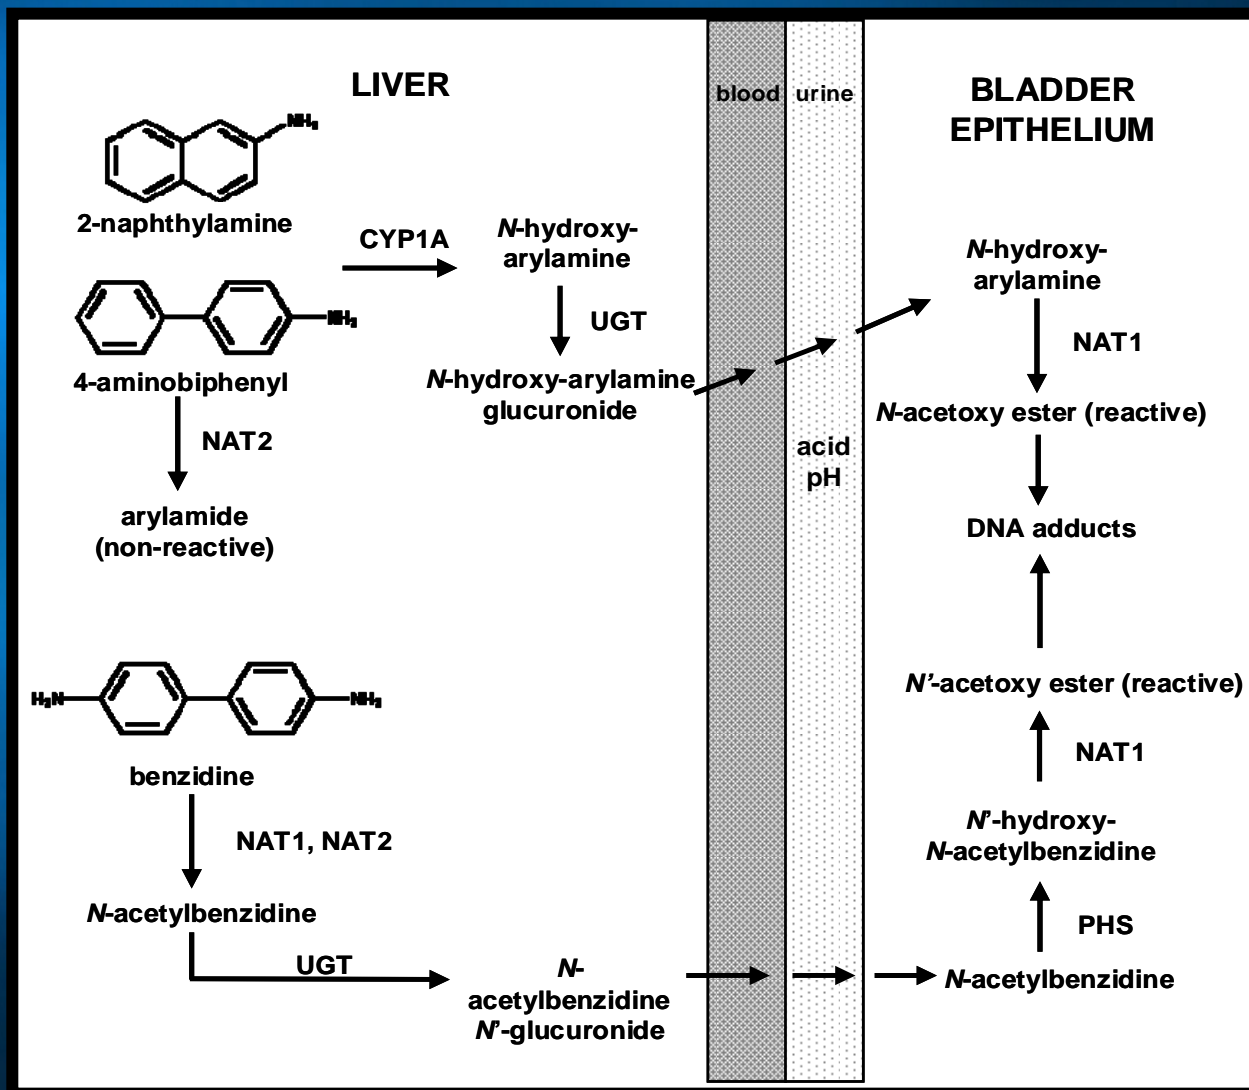 LIVER
blood
urine
BLADDER
EPITHELIUM
NH2
2-naphthylamine
CYP1A
N-hydroxy-
arylamine
UGT
NH2
4-aminobiphenyl
N-hydroxy-arylamine
glucuronide
NAT2
arylamide
(non-reactive)
acid
pH
N-hydroxy-
arylamine
NAT1
N-acetoxy ester (reactive)
DNA adducts
N'-acetoxy ester (reactive)
NAT1
N'-hydroxy-
N-acetylbenzidine
PHS
N-acetylbenzidine
H2N
NH2
benzidine
NAT1, NAT2
N-acetylbenzidine
UGT
N-
acetylbenzidine
N'-glucuronide